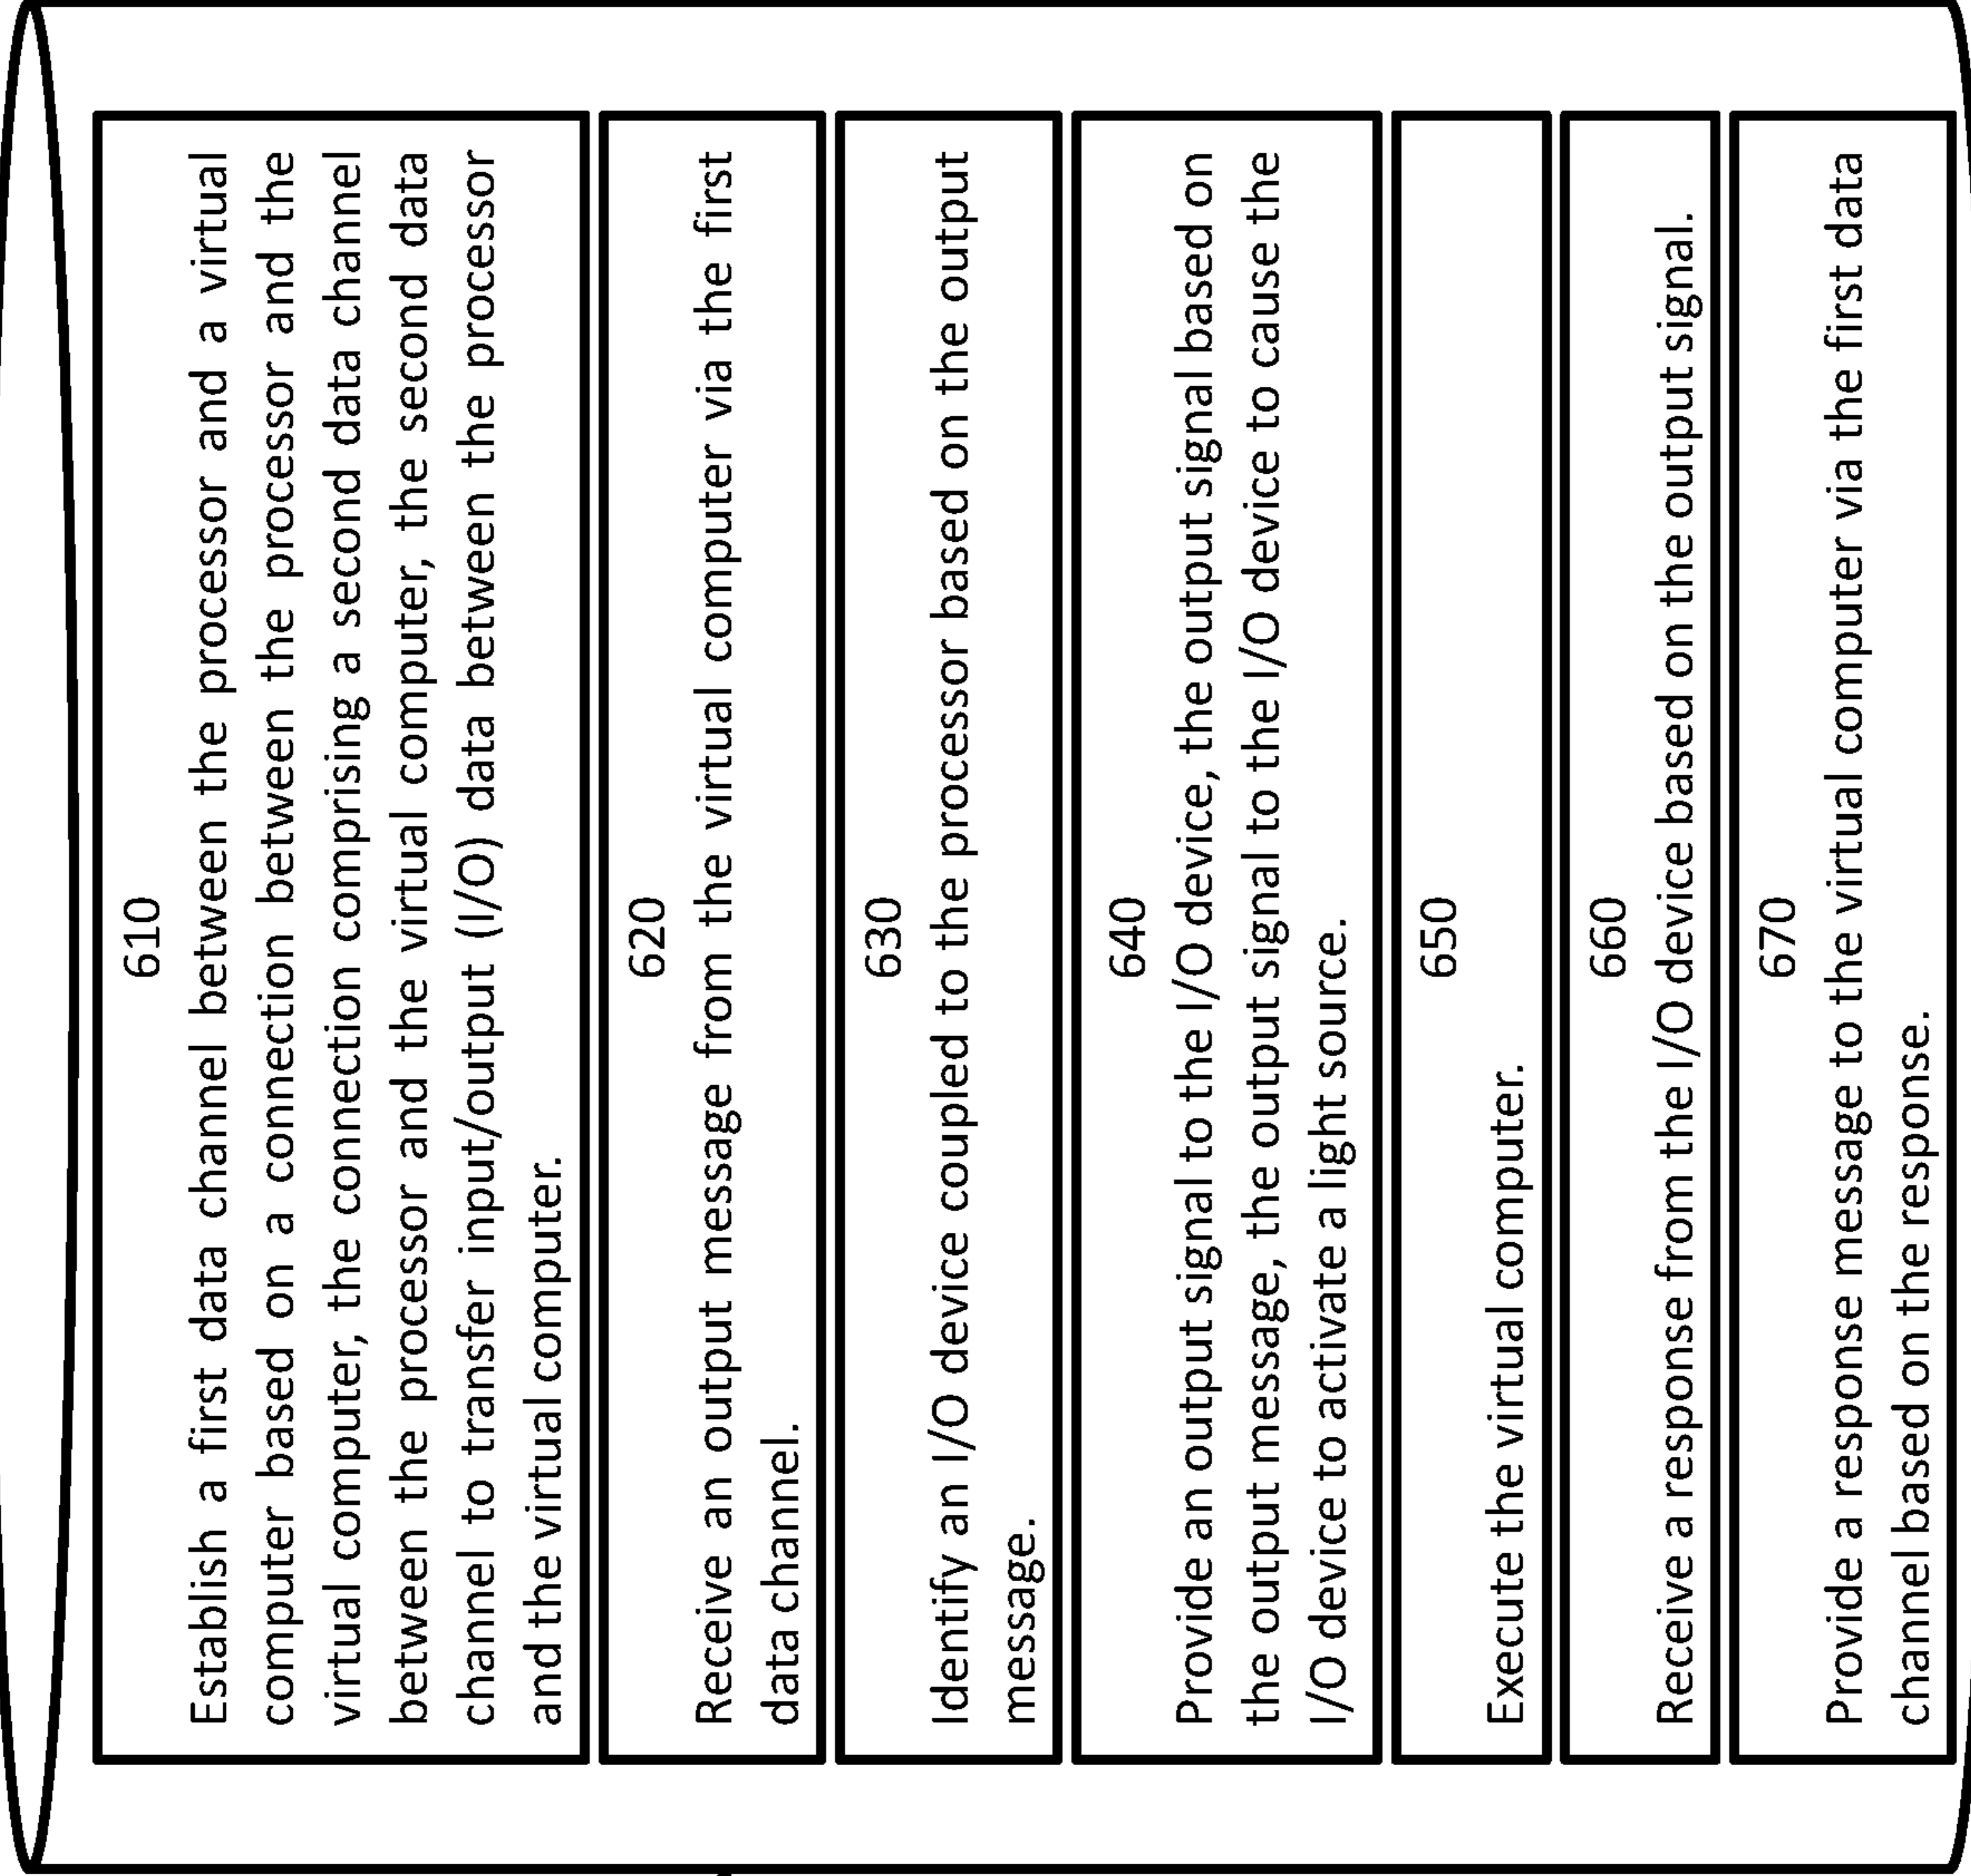 610
Establish a first data channel between the processor and a virtual
computer based on a connection between the processor and the
virtual computer, the connection comprising a second data channel
between the processor and the virtual computer, the second data
channel to transfer input/output (I/O) data between the processor
and the virtual computer.
620
Receive an output message from the virtual computer via the first
data channel.
630
Identify an I/O device coupled to the processor based on the output
message.
640
Provide an output signal to the I/O device, the output signal based on
the output message, the output signal to the I/O device to cause the
I/O device to activate a light source.
650
Execute the virtual computer.
660
Receive a response from the I/O device based on the output signal.
670
Provide a response message to the virtual computer via the first data
channel based on the response.